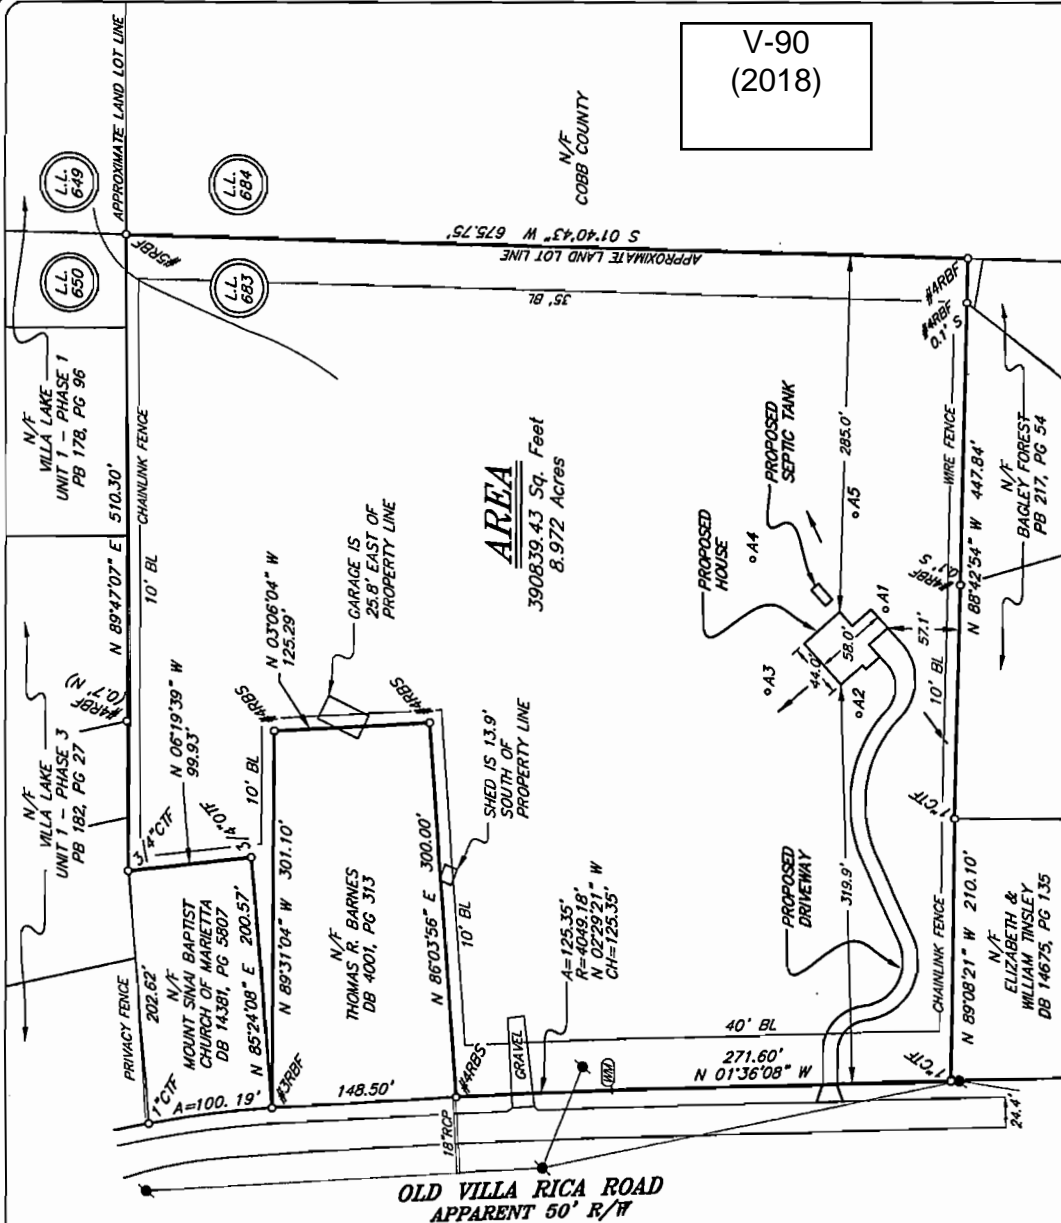 V-90
(2018)
APPROXIMATE LAND LOT LINE
L.L.
649
L.L.
684
L.L.
650
L.L.
683
N/F
COBB COUNTY
S 01°40'43" W 675.75'
APPROXIMATE LAND LOT LINE
35' BL
#5RBF
#4RBF
#4RBF
0.1' S
N/F
VILLA LAKE
UNIT 1 - PHASE 1
PB 178, PG 96
N 89°47'07" E 510.30'
CHAINLINK FENCE
10' BL
#4RBF
(0.7' N)
N/F
VILLA LAKE
UNIT 1 - PHASE 3
PB 182, PG 27
N 06°19'39" W
99.93'
3/4"CTF
3/4"OTF
10' BL
AREA
390839.43 Sq. Feet
8.972 Acres
GARAGE IS
25.8' EAST OF
PROPERTY LINE
N 03°06'04" W
125.29'
#4RBS
#4RBS
SHED IS 13.9'
SOUTH OF
PROPERTY LINE
PROPOSED
SEPTIC TANK
PROPOSED
HOUSE
285.0'
A5
A4
A3
A1
A2
44.0'
58.0'
57.1'
10' BL
WIRE FENCE
N 88°42'54" W 447.84'
#4RBF
0.1' S
N/F
BAGLEY FOREST
PB 217, PG 54
1"CTF
PRIVACY FENCE
202.62'
N/F
MOUNT SINAI BAPTIST
CHURCH OF MARIETTA
DB 14381, PG 5807
N 85°24'08" E 200.57'
N 89°31'04" W 301.10'
N/F
THOMAS R. BARNES
DB 4001, PG 313
N 86°03'56" E 300.00'
10' BL
A=125.35'
R=4049.18'
N 02°29'21" W
CH=125.35'
PROPOSED
DRIVEWAY
319.9'
CHAINLINK FENCE
N 89°08'21" W 210.10'
N/F
ELIZABETH &
WILLIAM TINSLEY
DB 14675, PG 135
40' BL
271.60'
N 01°36'08" W
1"CTF
1"CTF
A=100.19'
#3RBF
148.50'
#4RBS
GRAVEL
WM
18"RCP
24.4'
OLD VILLA RICA ROAD
APPARENT 50' R/W